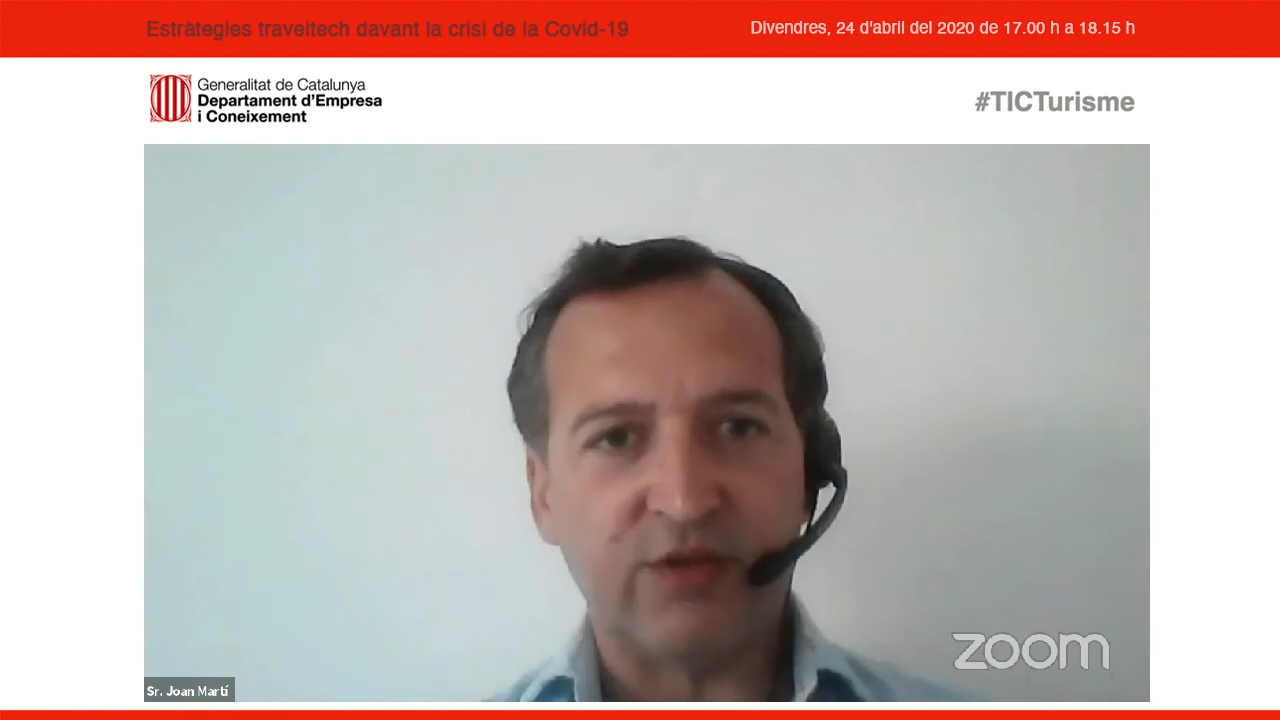 Estràtegies traveltech davant la crisi de la Covid-19
Divendres, 24 d'abril del 2020 de 17.00 h a 18.15 h
Generalitat de Catalunya
Departament d'Empresa
i Coneixement
#TICTurisme
zoom
Sr. Joan Martí